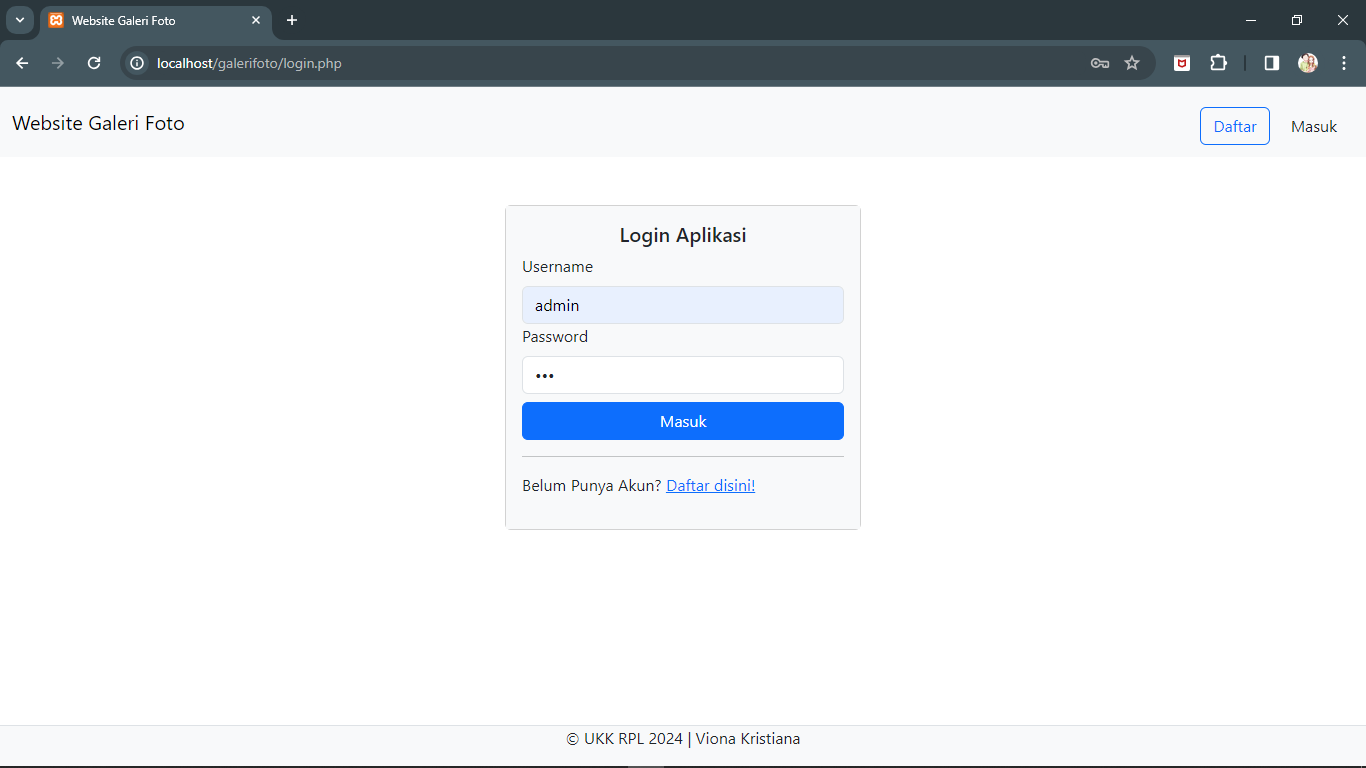 Website Galeri Foto
localhost/galerifoto/login.php
Website Galeri Foto
Daftar
Masuk
Login Aplikasi
Username
admin
Password
•••
Masuk
Belum Punya Akun? Daftar disini!
© UKK RPL 2024 | Viona Kristiana